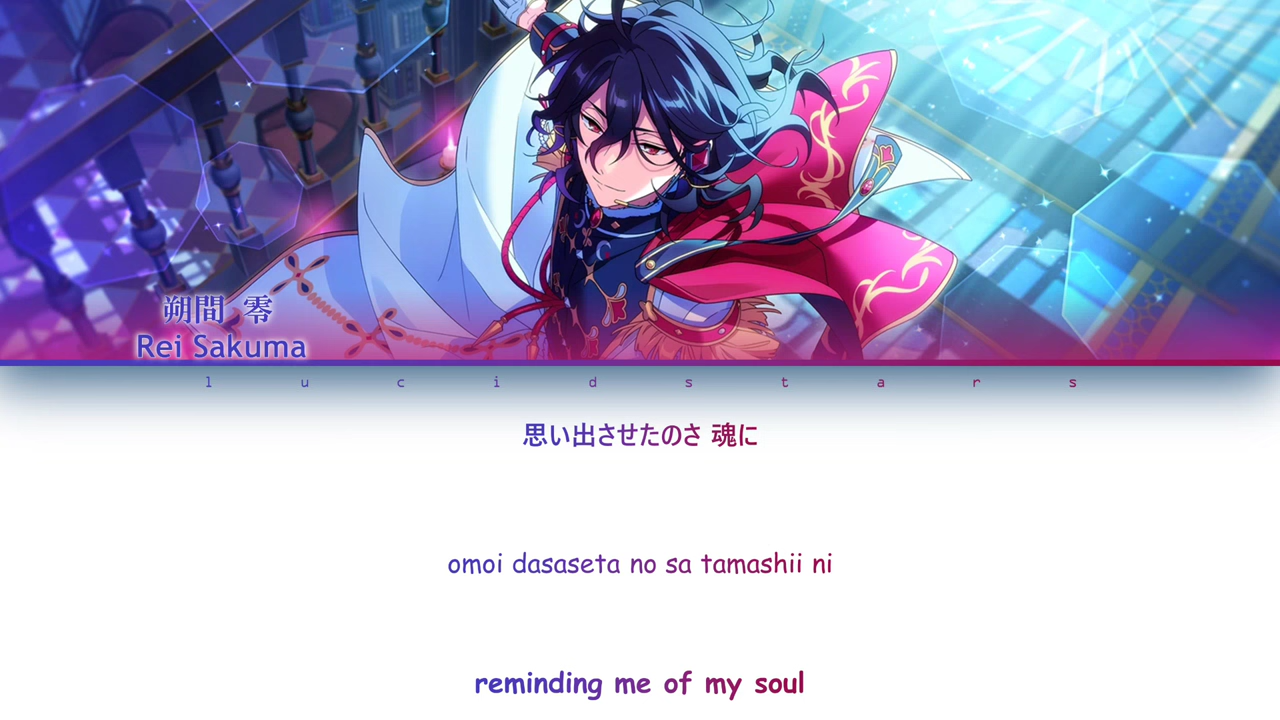 朔間 零
Rei Sakuma
lucidstars
思い出させたのさ 魂に
omoi dasaseta no sa tamashii ni
reminding me of my soul